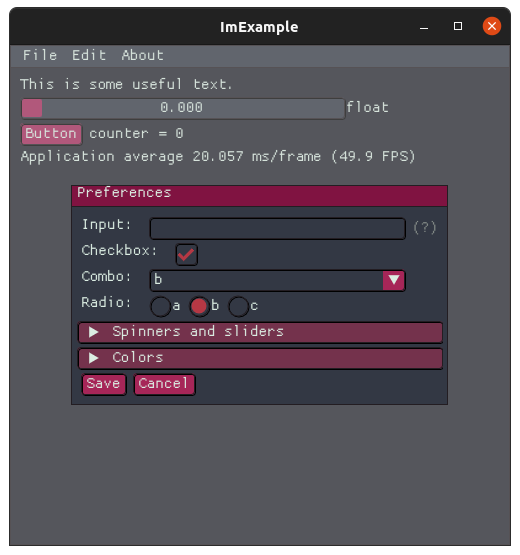 ImExample
File Edit About
This is some useful text.
0.000 float
Button counter = 0
Application average 20.057 ms/frame (49.9 FPS)
Preferences
Input: (?)
Checkbox:
Combo: b
Radio: a b c
Spinners and sliders
Colors
Save Cancel